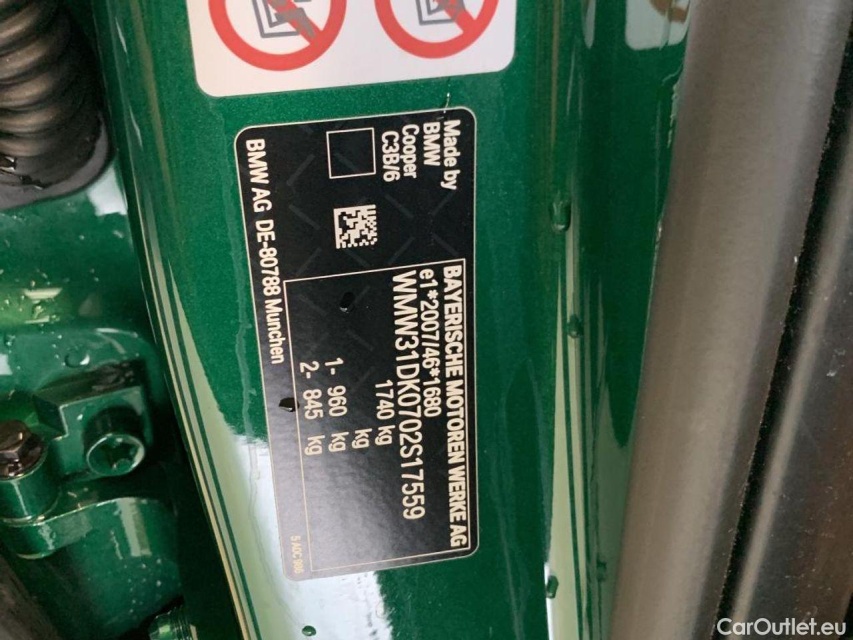 Made by
BMW
Cooper
C3B/6
BMW AG DE-80788 Munchen
BAYERISCHE MOTOREN WERKE AG
e1*2007/46*1680
WMW31DK0702S17559
1740 kg
kg
1- 960 kg
2- 845 kg
CarOutlet.eu